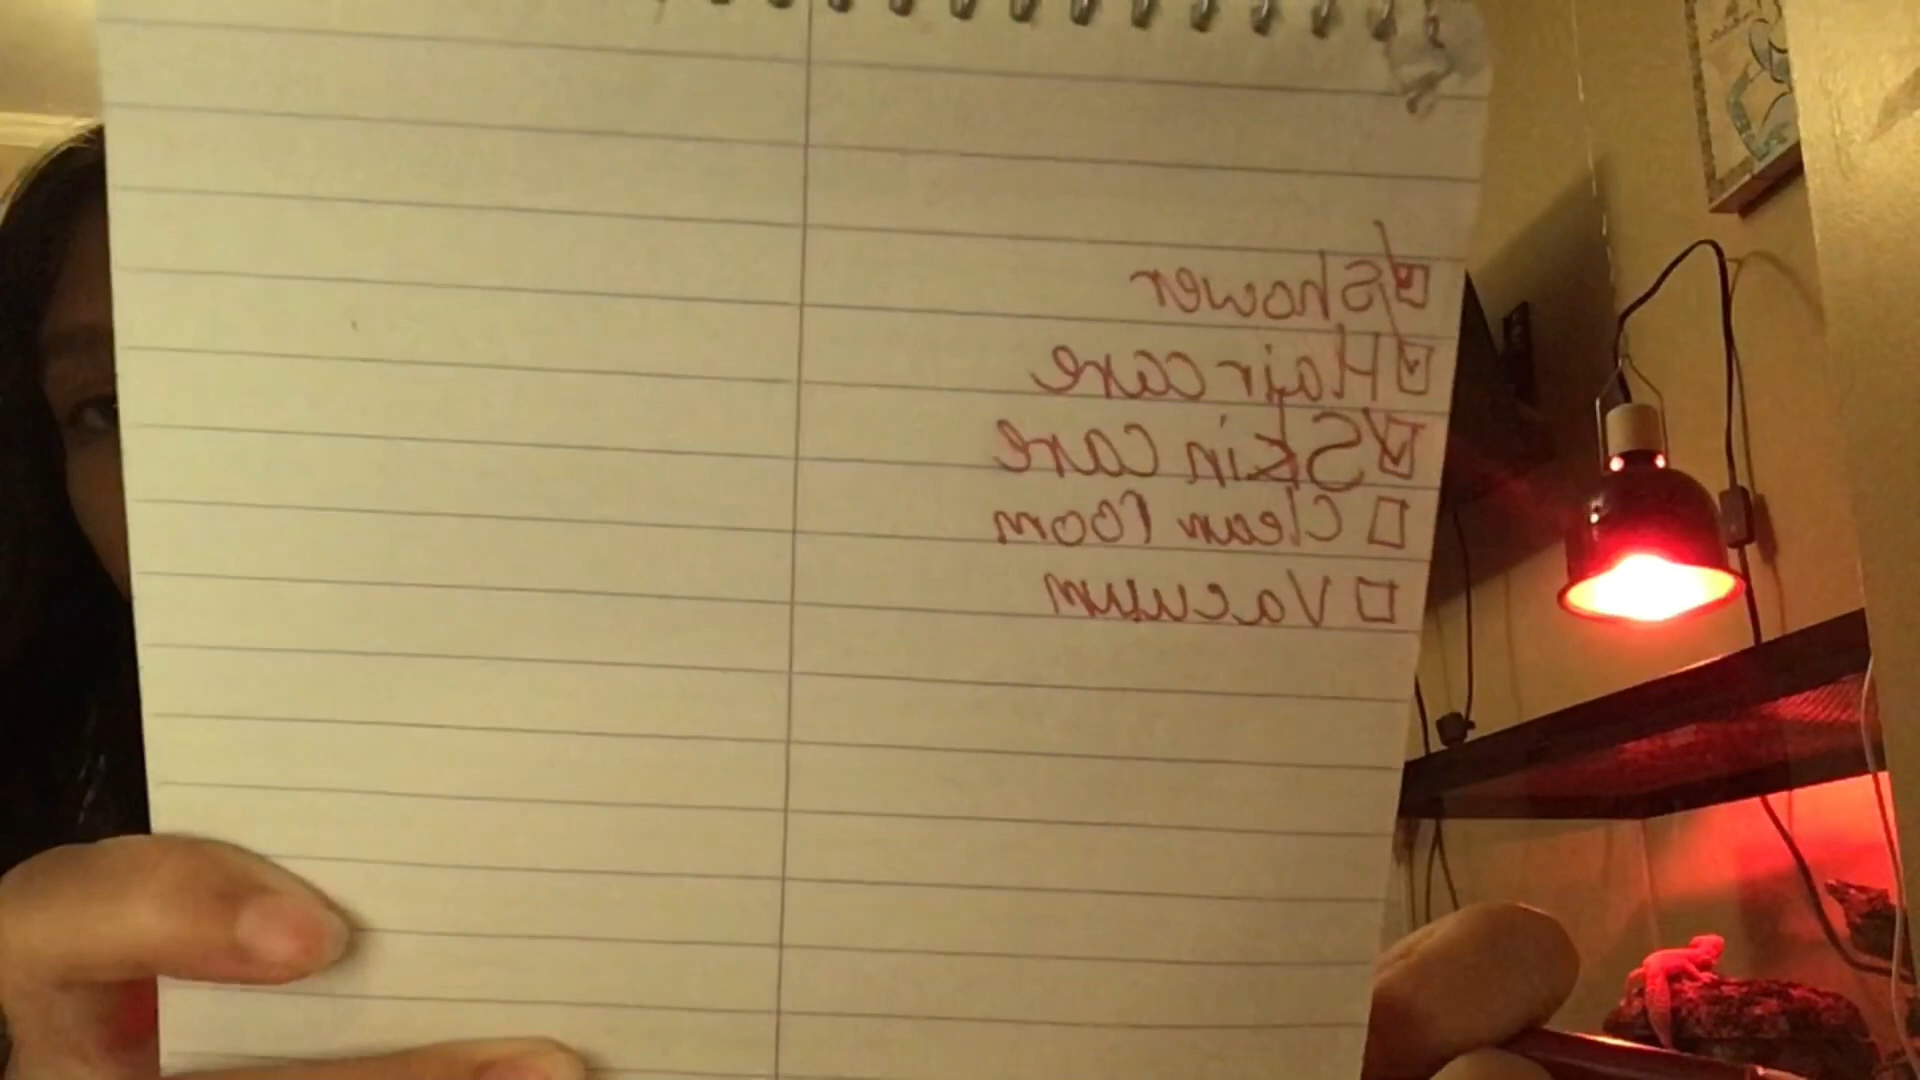 ☑ Shower
☑ Hair care
☑ Skin care
☐ Clean room
☐ Vacuum